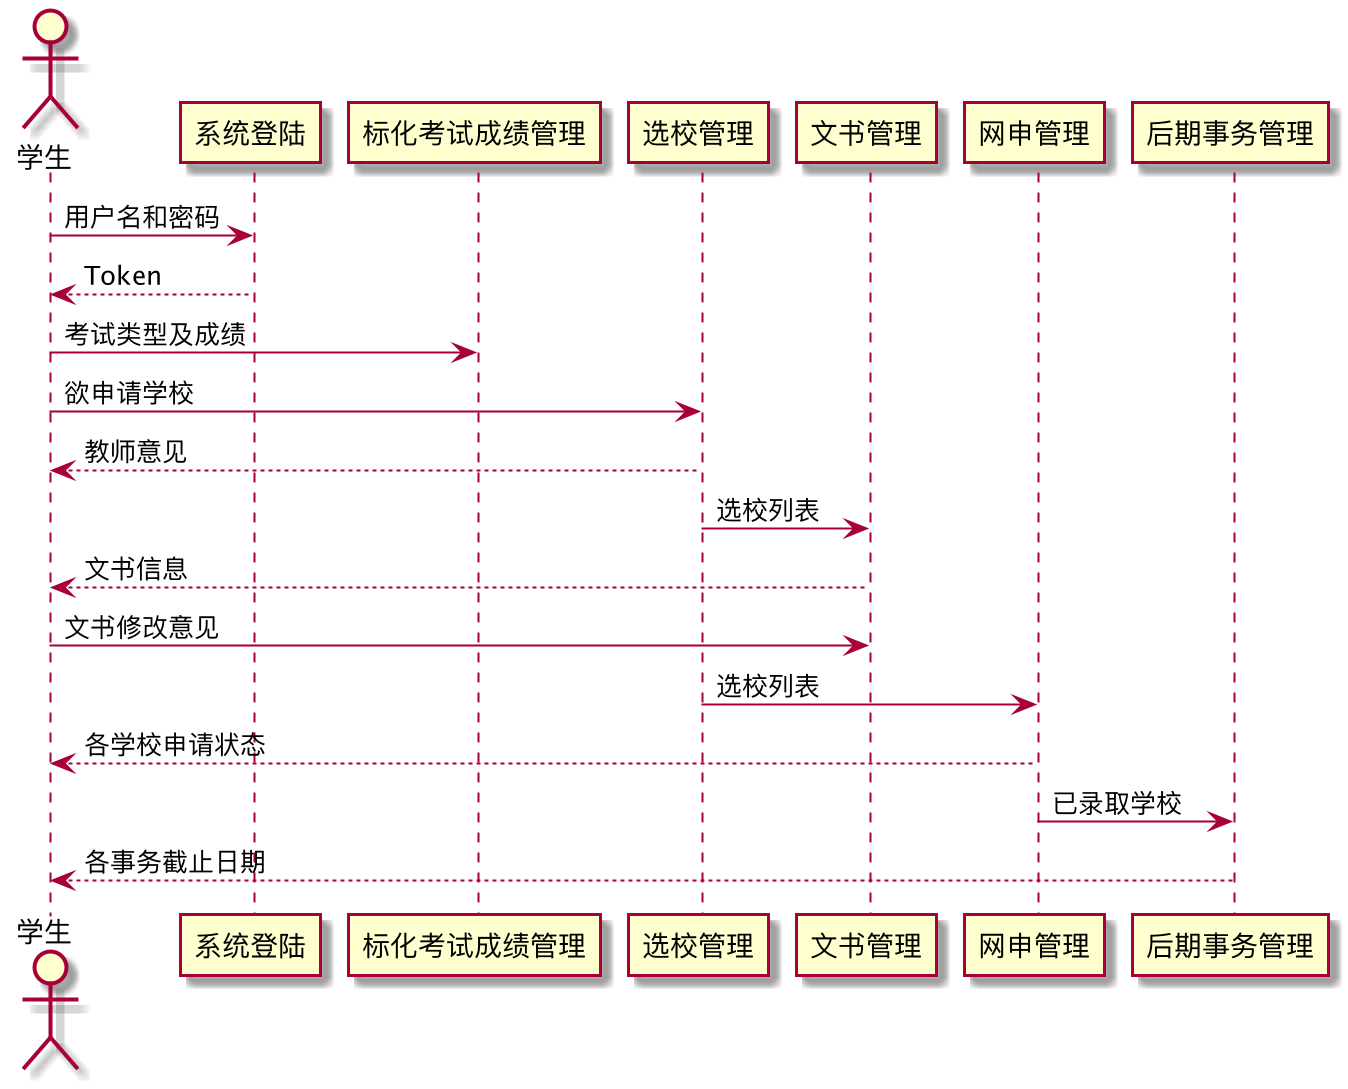 学生
系统登陆
标化考试成绩管理
选校管理
文书管理
网申管理
后期事务管理
用户名和密码
Token
考试类型及成绩
欲申请学校
教师意见
选校列表
文书信息
文书修改意见
选校列表
各学校申请状态
已录取学校
各事务截止日期
学生
系统登陆
标化考试成绩管理
选校管理
文书管理
网申管理
后期事务管理